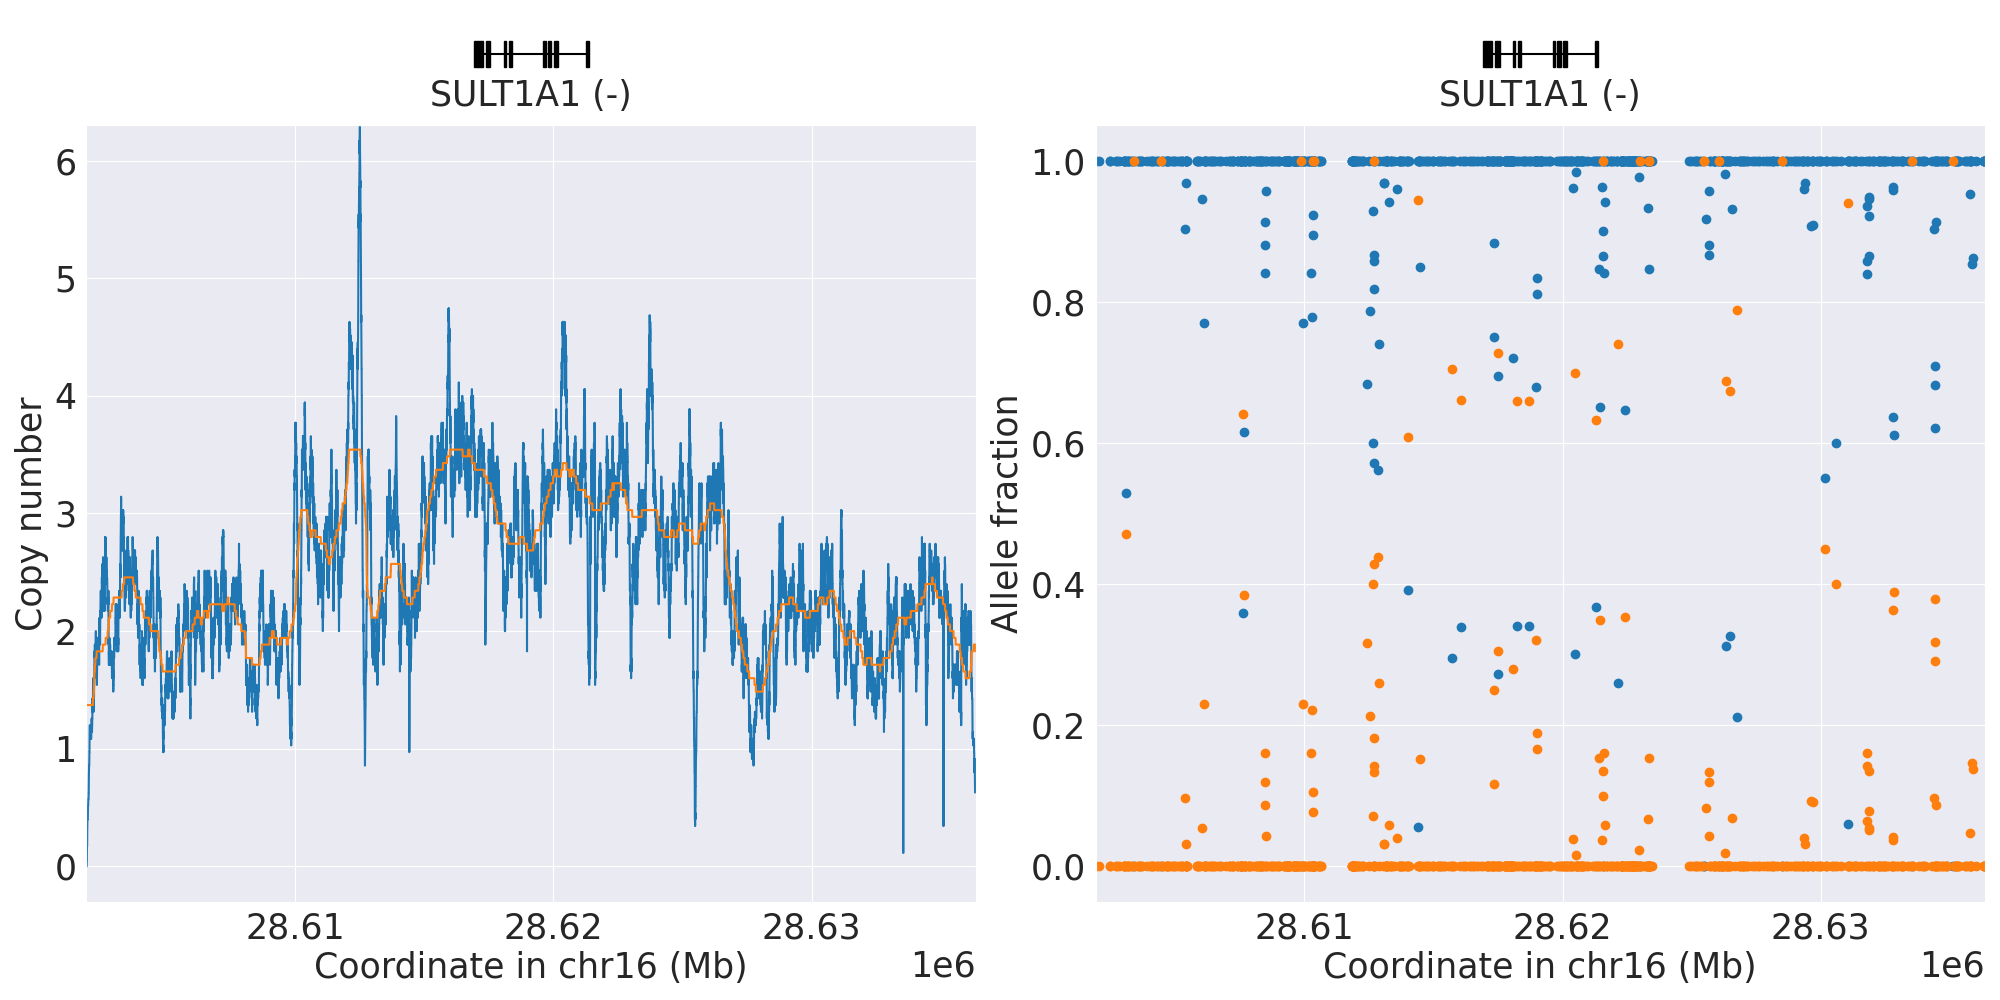 SULT1A1 (-)
6
5
4
3
2
1
0
Copy number
28.61
28.62
28.63
Coordinate in chr16 (Mb)
1e6
SULT1A1 (-)
1.0
0.8
0.6
0.4
0.2
0.0
Allele fraction
28.61
28.62
28.63
Coordinate in chr16 (Mb)
1e6